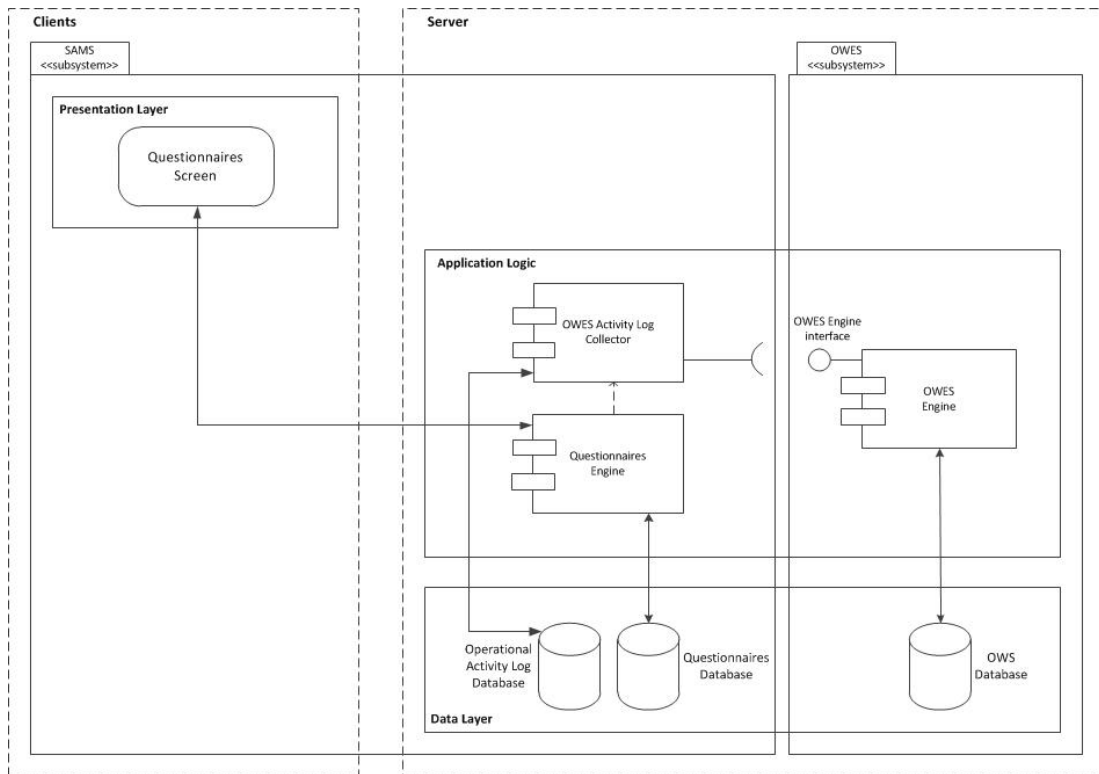 Clients
Server
SAMS
<<subsystem>>
OWES
<<subsystem>>
Presentation Layer
Questionnaires
Screen
Application Logic
OWES Activity Log
Collector
OWES Engine
interface
OWES
Engine
Questionnaires
Engine
Operational
Activity Log
Database
Questionnaires
Database
OWS
Database
Data Layer